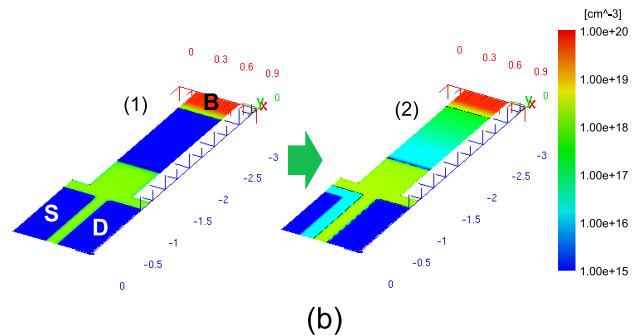 [cm^-3]
1.00e+20
1.00e+19
1.00e+18
1.00e+17
1.00e+16
1.00e+15
(1)
B
S
D
0
0.3
0.6
0.9
y
x
0
-3
-2.5
-2
-1.5
-1
-0.5
0
(2)
0
0.3
0.6
0.9
y
x
0
-3
-2.5
-2
-1.5
-1
-0.5
0
(b)